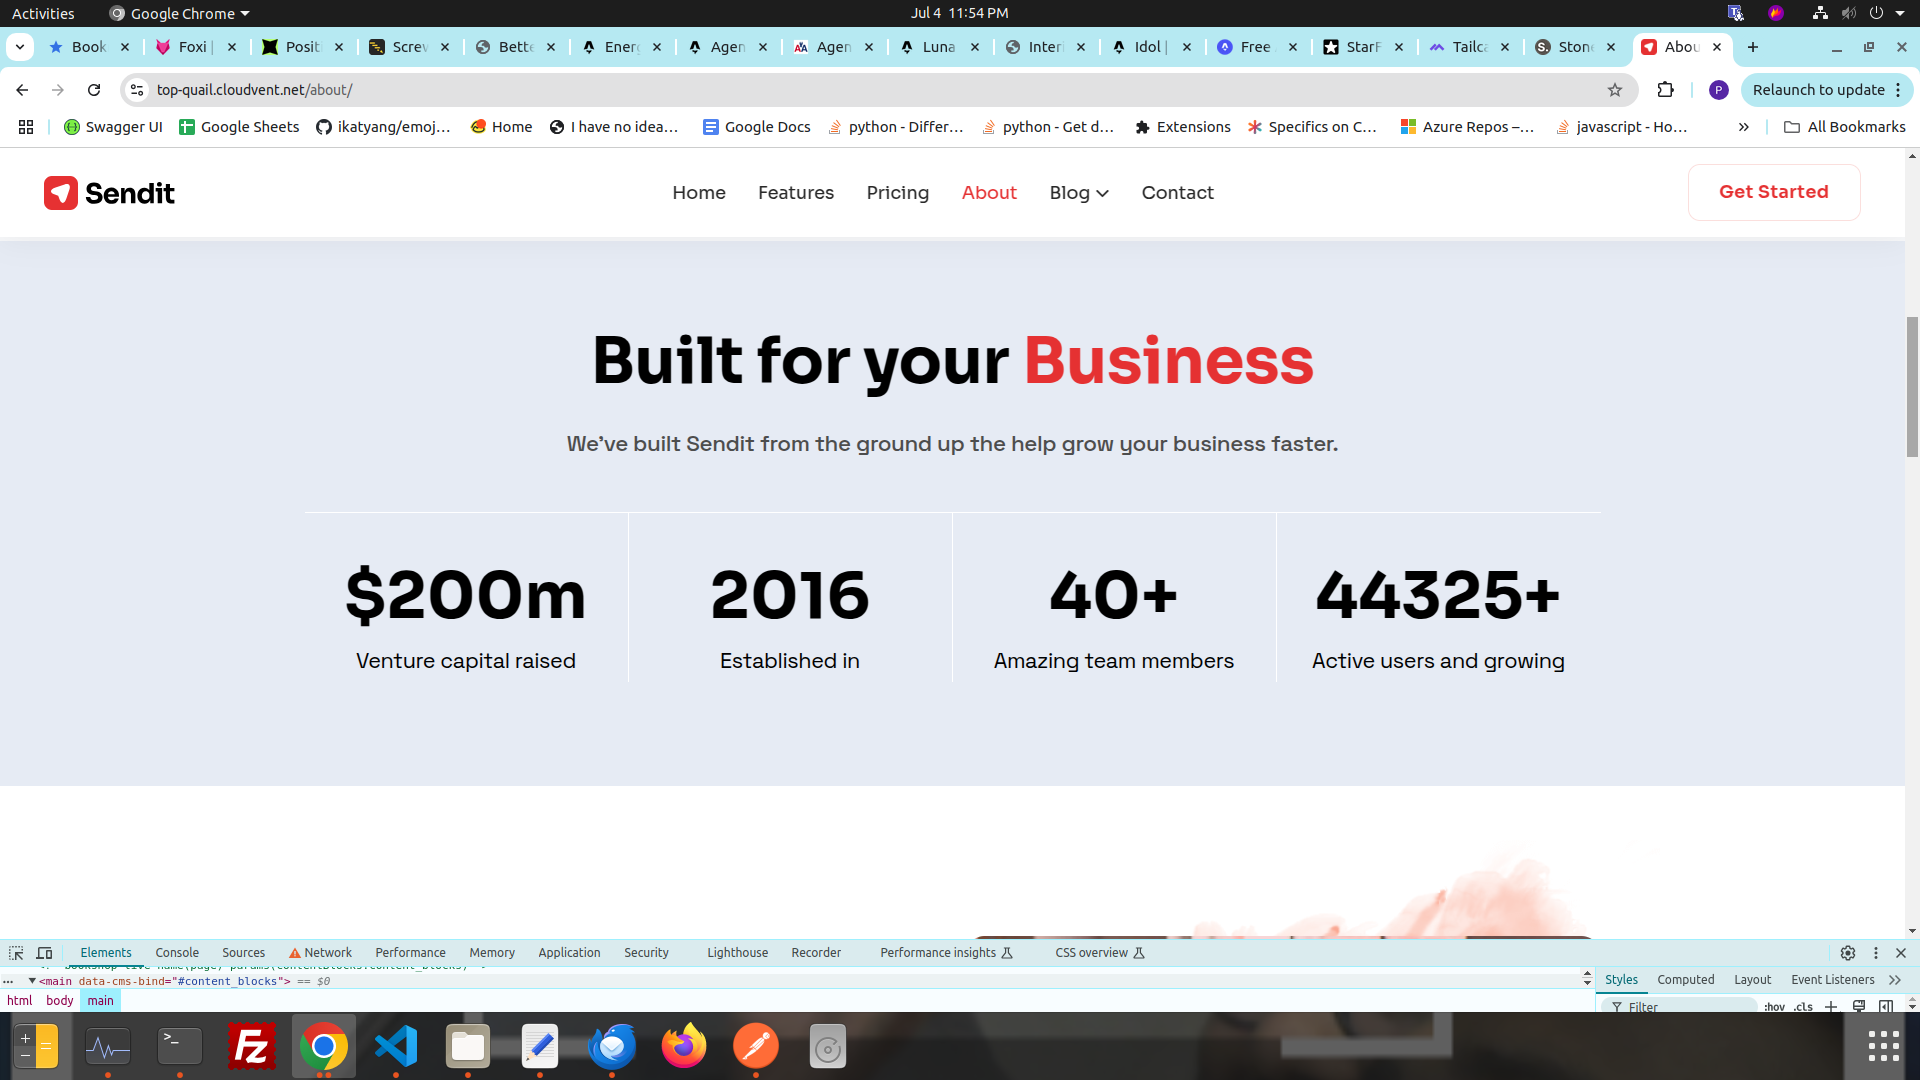 Activities
Google Chrome
Jul 4 11:54 PM
Book
Foxi |
Positi
Screw
Bette
Energ
Agen
Agen
Luna
Interi
Idol |
Free
StarF
Tailca
Stone
Abou
top-quail.cloudvent.net/about/
P
Relaunch to update
Swagger UI
Google Sheets
ikatyang/emoj...
Home
I have no idea...
Google Docs
python - Differ...
python - Get d...
Extensions
Specifics on C...
Azure Repos –...
javascript - Ho...
All Bookmarks
Sendit
Home
Features
Pricing
About
Blog
Contact
Get Started
Built for your Business
We've built Sendit from the ground up the help grow your business faster.
$200m
2016
40+
44325+
Venture capital raised
Established in
Amazing team members
Active users and growing
Elements
Console
Sources
Network
Performance
Memory
Application
Security
Lighthouse
Recorder
Performance insights
CSS overview
<main data-cms-bind="#content_blocks"> == $0
Styles
Computed
Layout
Event Listeners
html
body
main
Filter
:hov
.cls